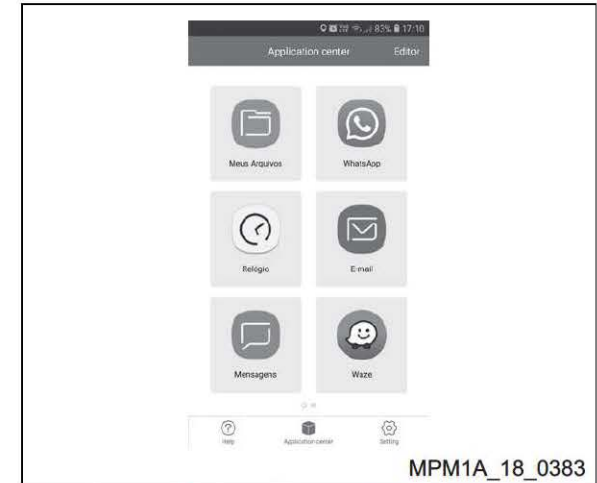 83% 17:10
Application center Editor
Meus Arquivos WhatsApp
Relógio E-mail
Mensagens Waze
Help Application center Setting
MPM1A_18_0383